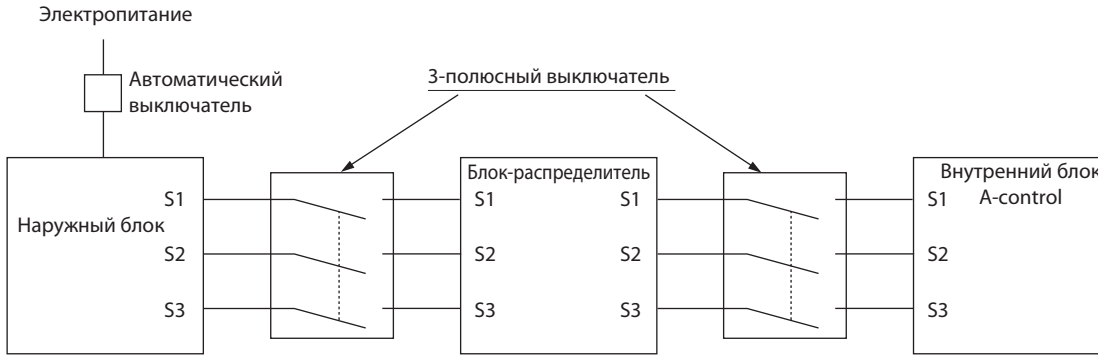 Электропитание
Автоматический
выключатель
3-полюсный выключатель
Наружный блок
S1
S2
S3
Блок-распределитель
S1 S1
S2 S2
S3 S3
Внутренний блок
A-control
S1
S2
S3